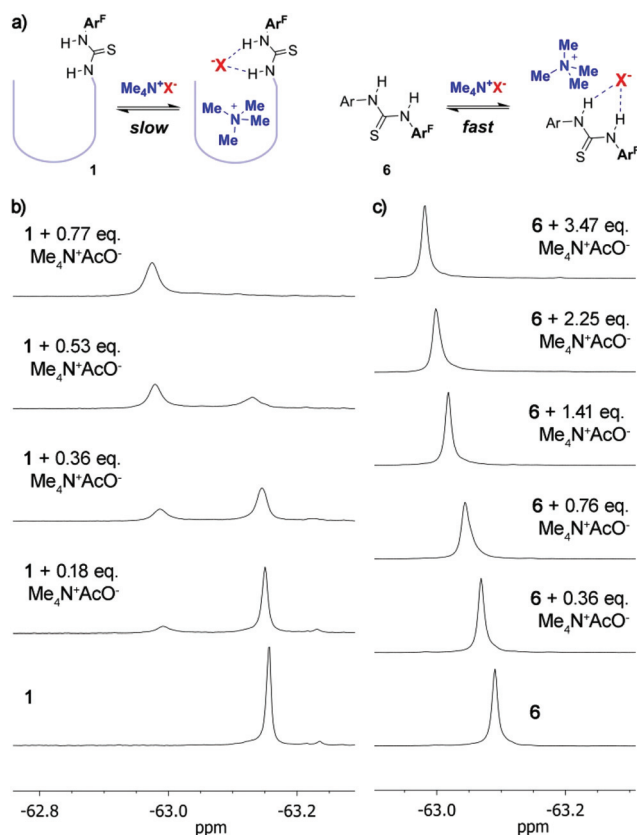 a)
Ar^F
H-N
S
H-N
Me₄N⁺X⁻
slow
1
Ar^F
H-N
S
⁻X
N-H
Me
Me-N⁺-Me
Me
Ar-N
H
H
N
S
Ar^F
6
Me₄N⁺X⁻
fast
Me
Me-N⁺-Me
Me
X⁻
H
H
Ar-N
N
S
Ar^F
b)
1 + 0.77 eq.
Me₄N⁺AcO⁻
1 + 0.53 eq.
Me₄N⁺AcO⁻
1 + 0.36 eq.
Me₄N⁺AcO⁻
1 + 0.18 eq.
Me₄N⁺AcO⁻
1
-62.8 -63.0 -63.2
ppm
c)
6 + 3.47 eq.
Me₄N⁺AcO⁻
6 + 2.25 eq.
Me₄N⁺AcO⁻
6 + 1.41 eq.
Me₄N⁺AcO⁻
6 + 0.76 eq.
Me₄N⁺AcO⁻
6 + 0.36 eq.
Me₄N⁺AcO⁻
6
-63.0 -63.2
ppm